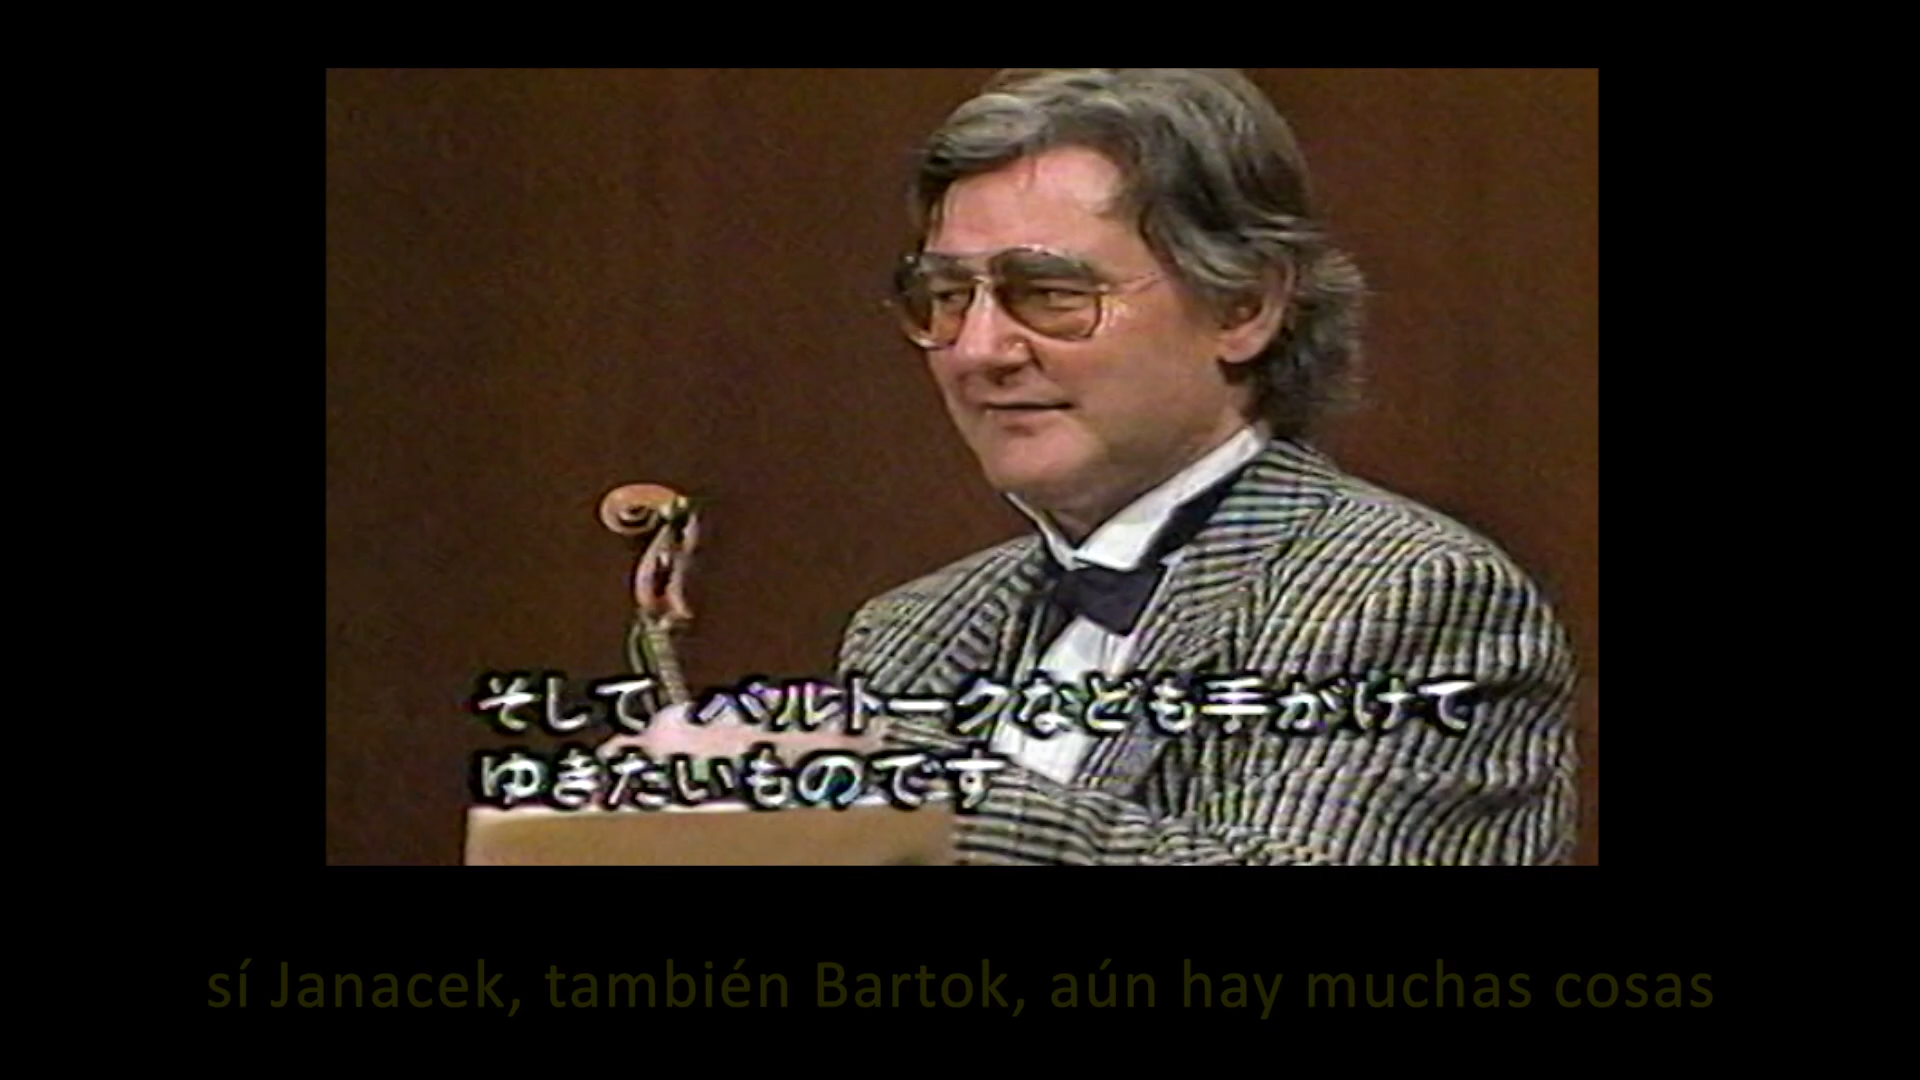 そして バルトークなども手がけて
ゆきたいものです
sí Janacek, también Bartok, aún hay muchas cosas